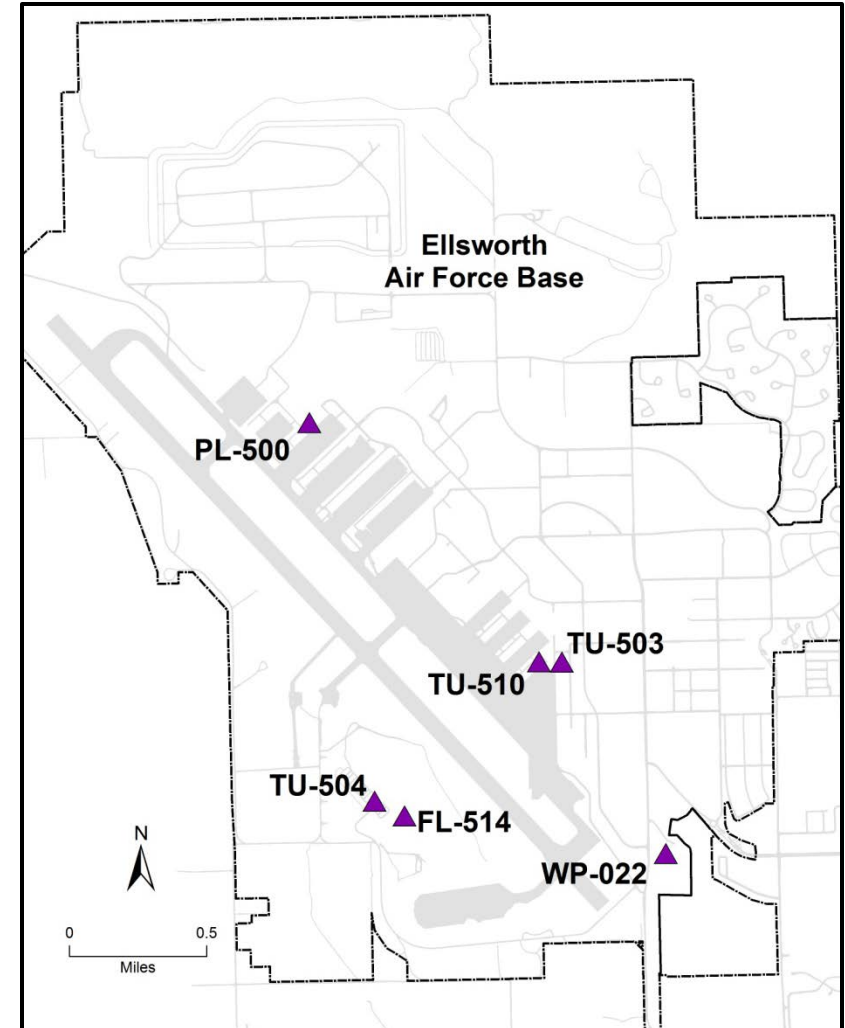 Ellsworth
Air Force Base
PL-500
TU-503
TU-510
TU-504
FL-514
WP-022
N
0 0.5
Miles